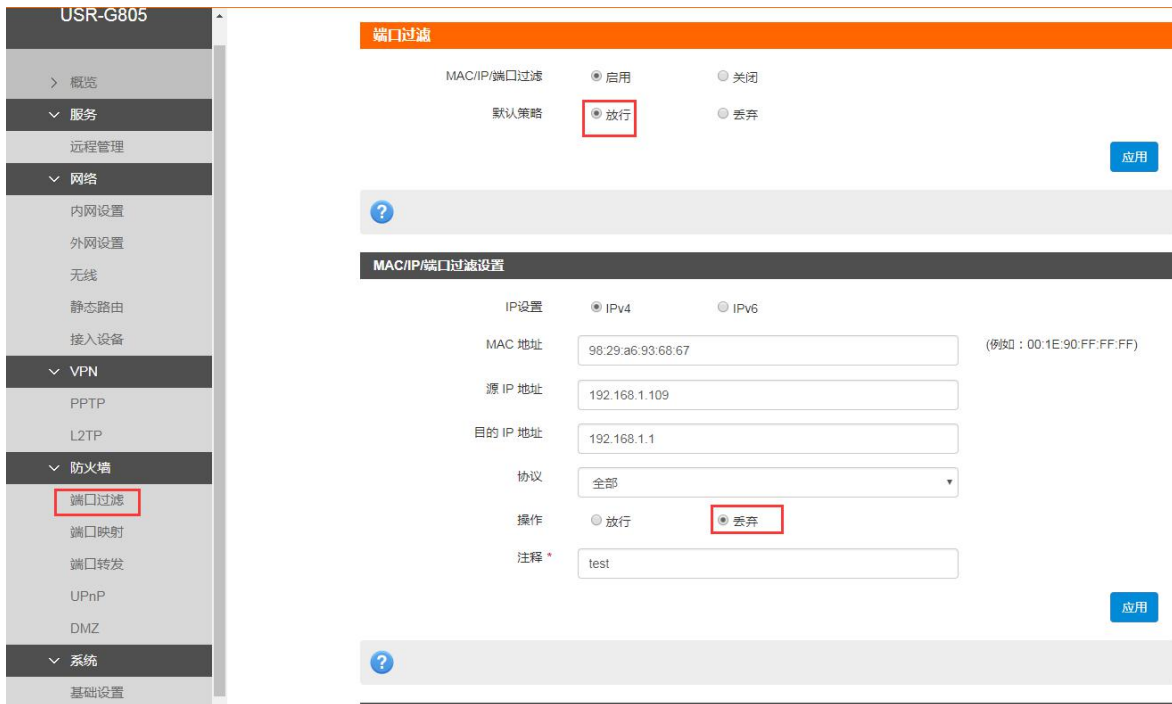 USR-G805
概览
服务
远程管理
网络
内网设置
外网设置
无线
静态路由
接入设备
VPN
PPTP
L2TP
防火墙
端口过滤
端口映射
端口转发
UPnP
DMZ
系统
基础设置
端口过滤
MAC/IP/端口过滤 启用 关闭
默认策略 放行 丢弃
应用
?
MAC/IP/端口过滤设置
IP设置 IPv4 IPv6
MAC 地址 98:29:a6:93:68:67 (例如：00:1E:90:FF:FF:FF)
源 IP 地址 192.168.1.109
目的 IP 地址 192.168.1.1
协议 全部
操作 放行 丢弃
注释 * test
应用
?